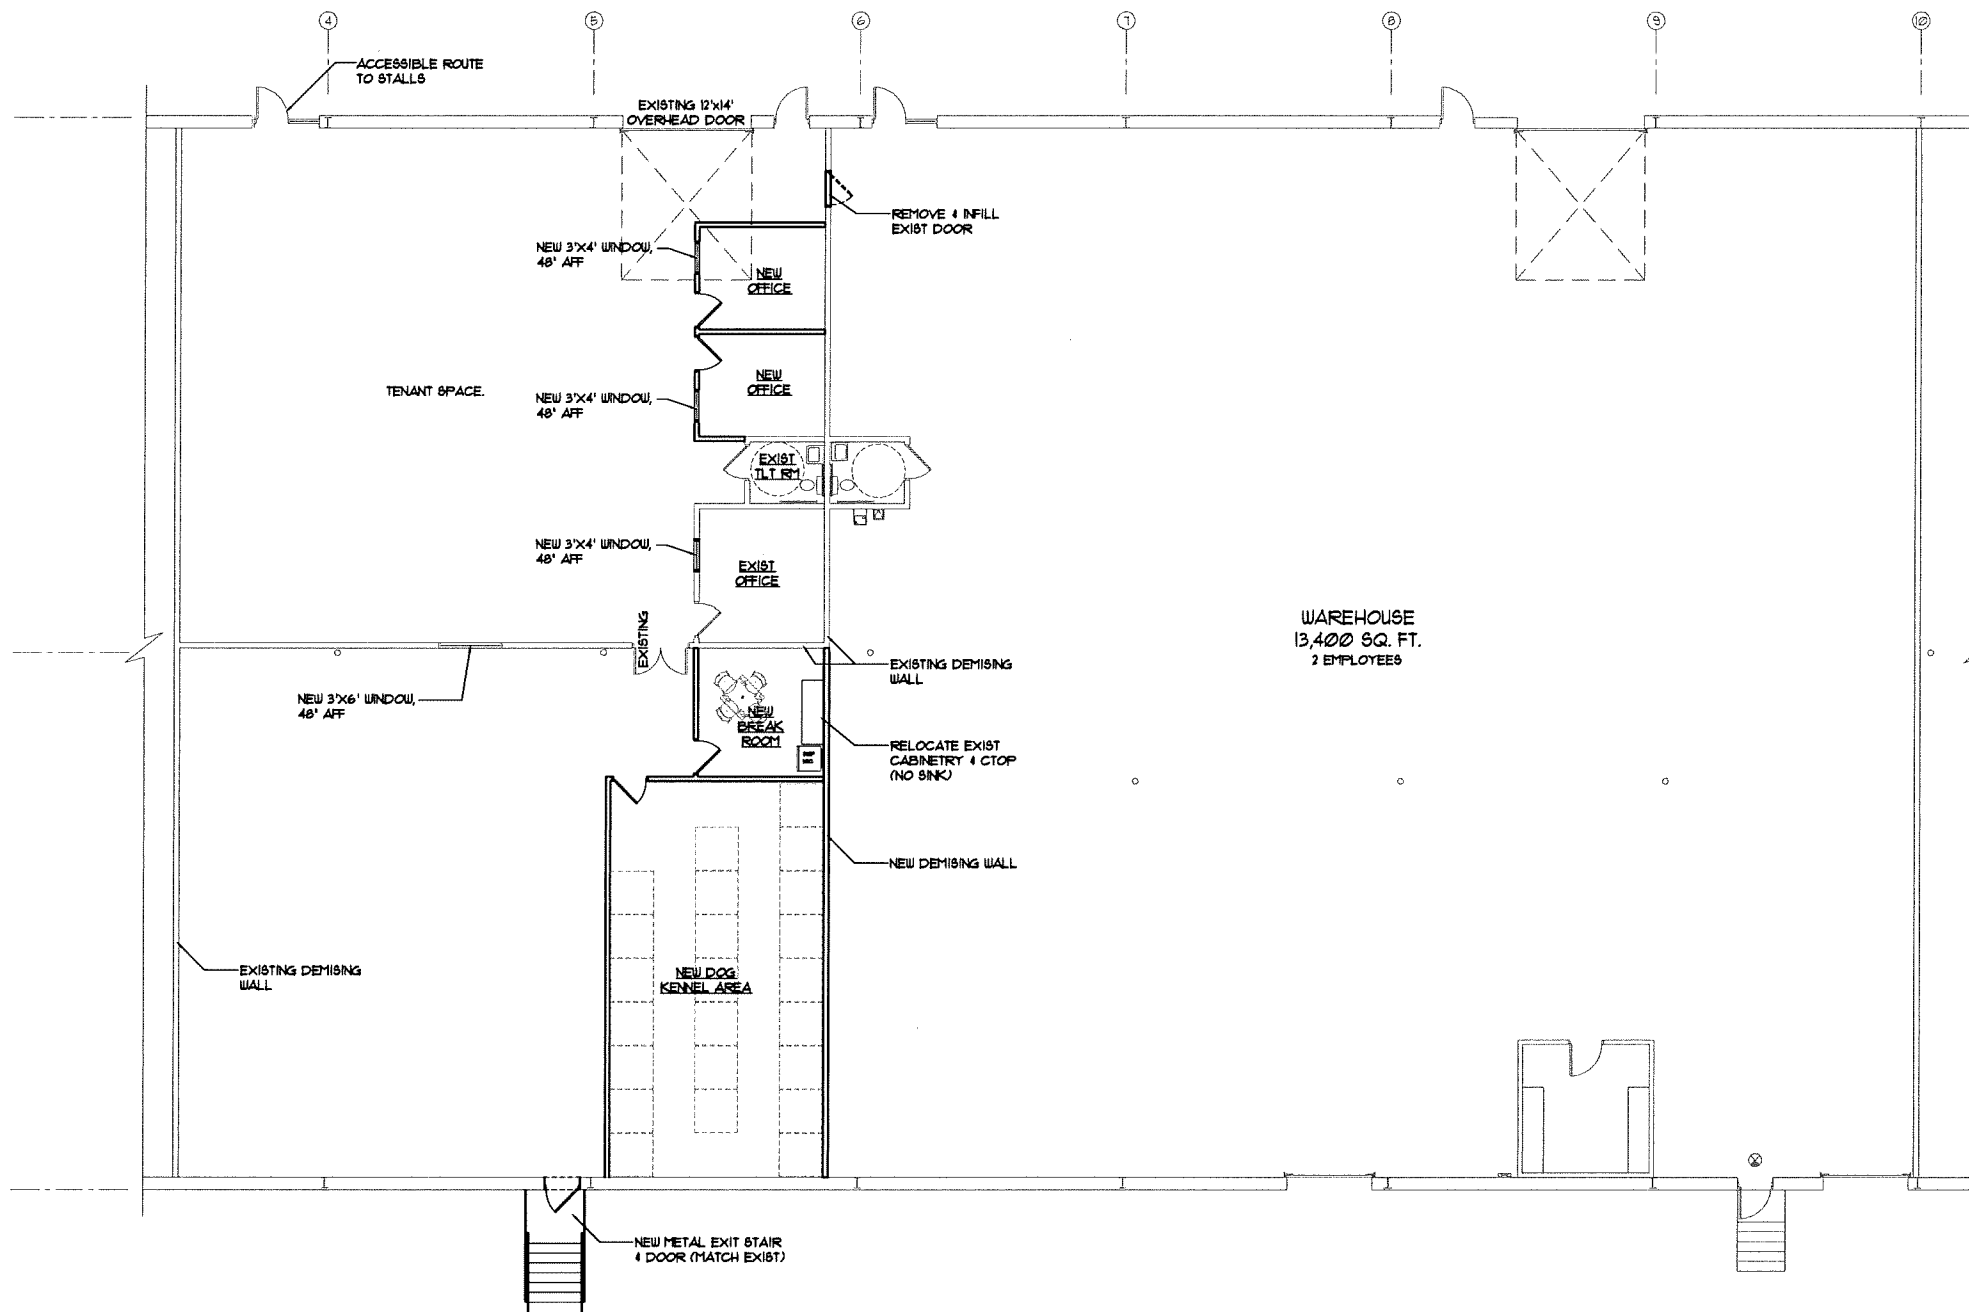 4 5 6 7 8 9 10
ACCESSIBLE ROUTE
TO STALLS
EXISTING 12'x14'
OVERHEAD DOOR
REMOVE & INFILL
EXIST DOOR
NEW 3'X4' WINDOW,
48" AFF
NEW
OFFICE
TENANT SPACE.
NEW 3'X4' WINDOW,
48" AFF
NEW
OFFICE
EXIST
TLT RM
NEW 3'X4' WINDOW,
48" AFF
EXIST
OFFICE
EXISTING
WAREHOUSE
13,400 SQ. FT.
2 EMPLOYEES
EXISTING DEMISING
WALL
NEW 3'X6' WINDOW,
48" AFF
NEW
BREAK
ROOM
RELOCATE EXIST
CABINETRY & CTOP
(NO SINK)
NEW DEMISING WALL
EXISTING DEMISING
WALL
NEW DOG
KENNEL AREA
NEW METAL EXIT STAIR
& DOOR (MATCH EXIST)